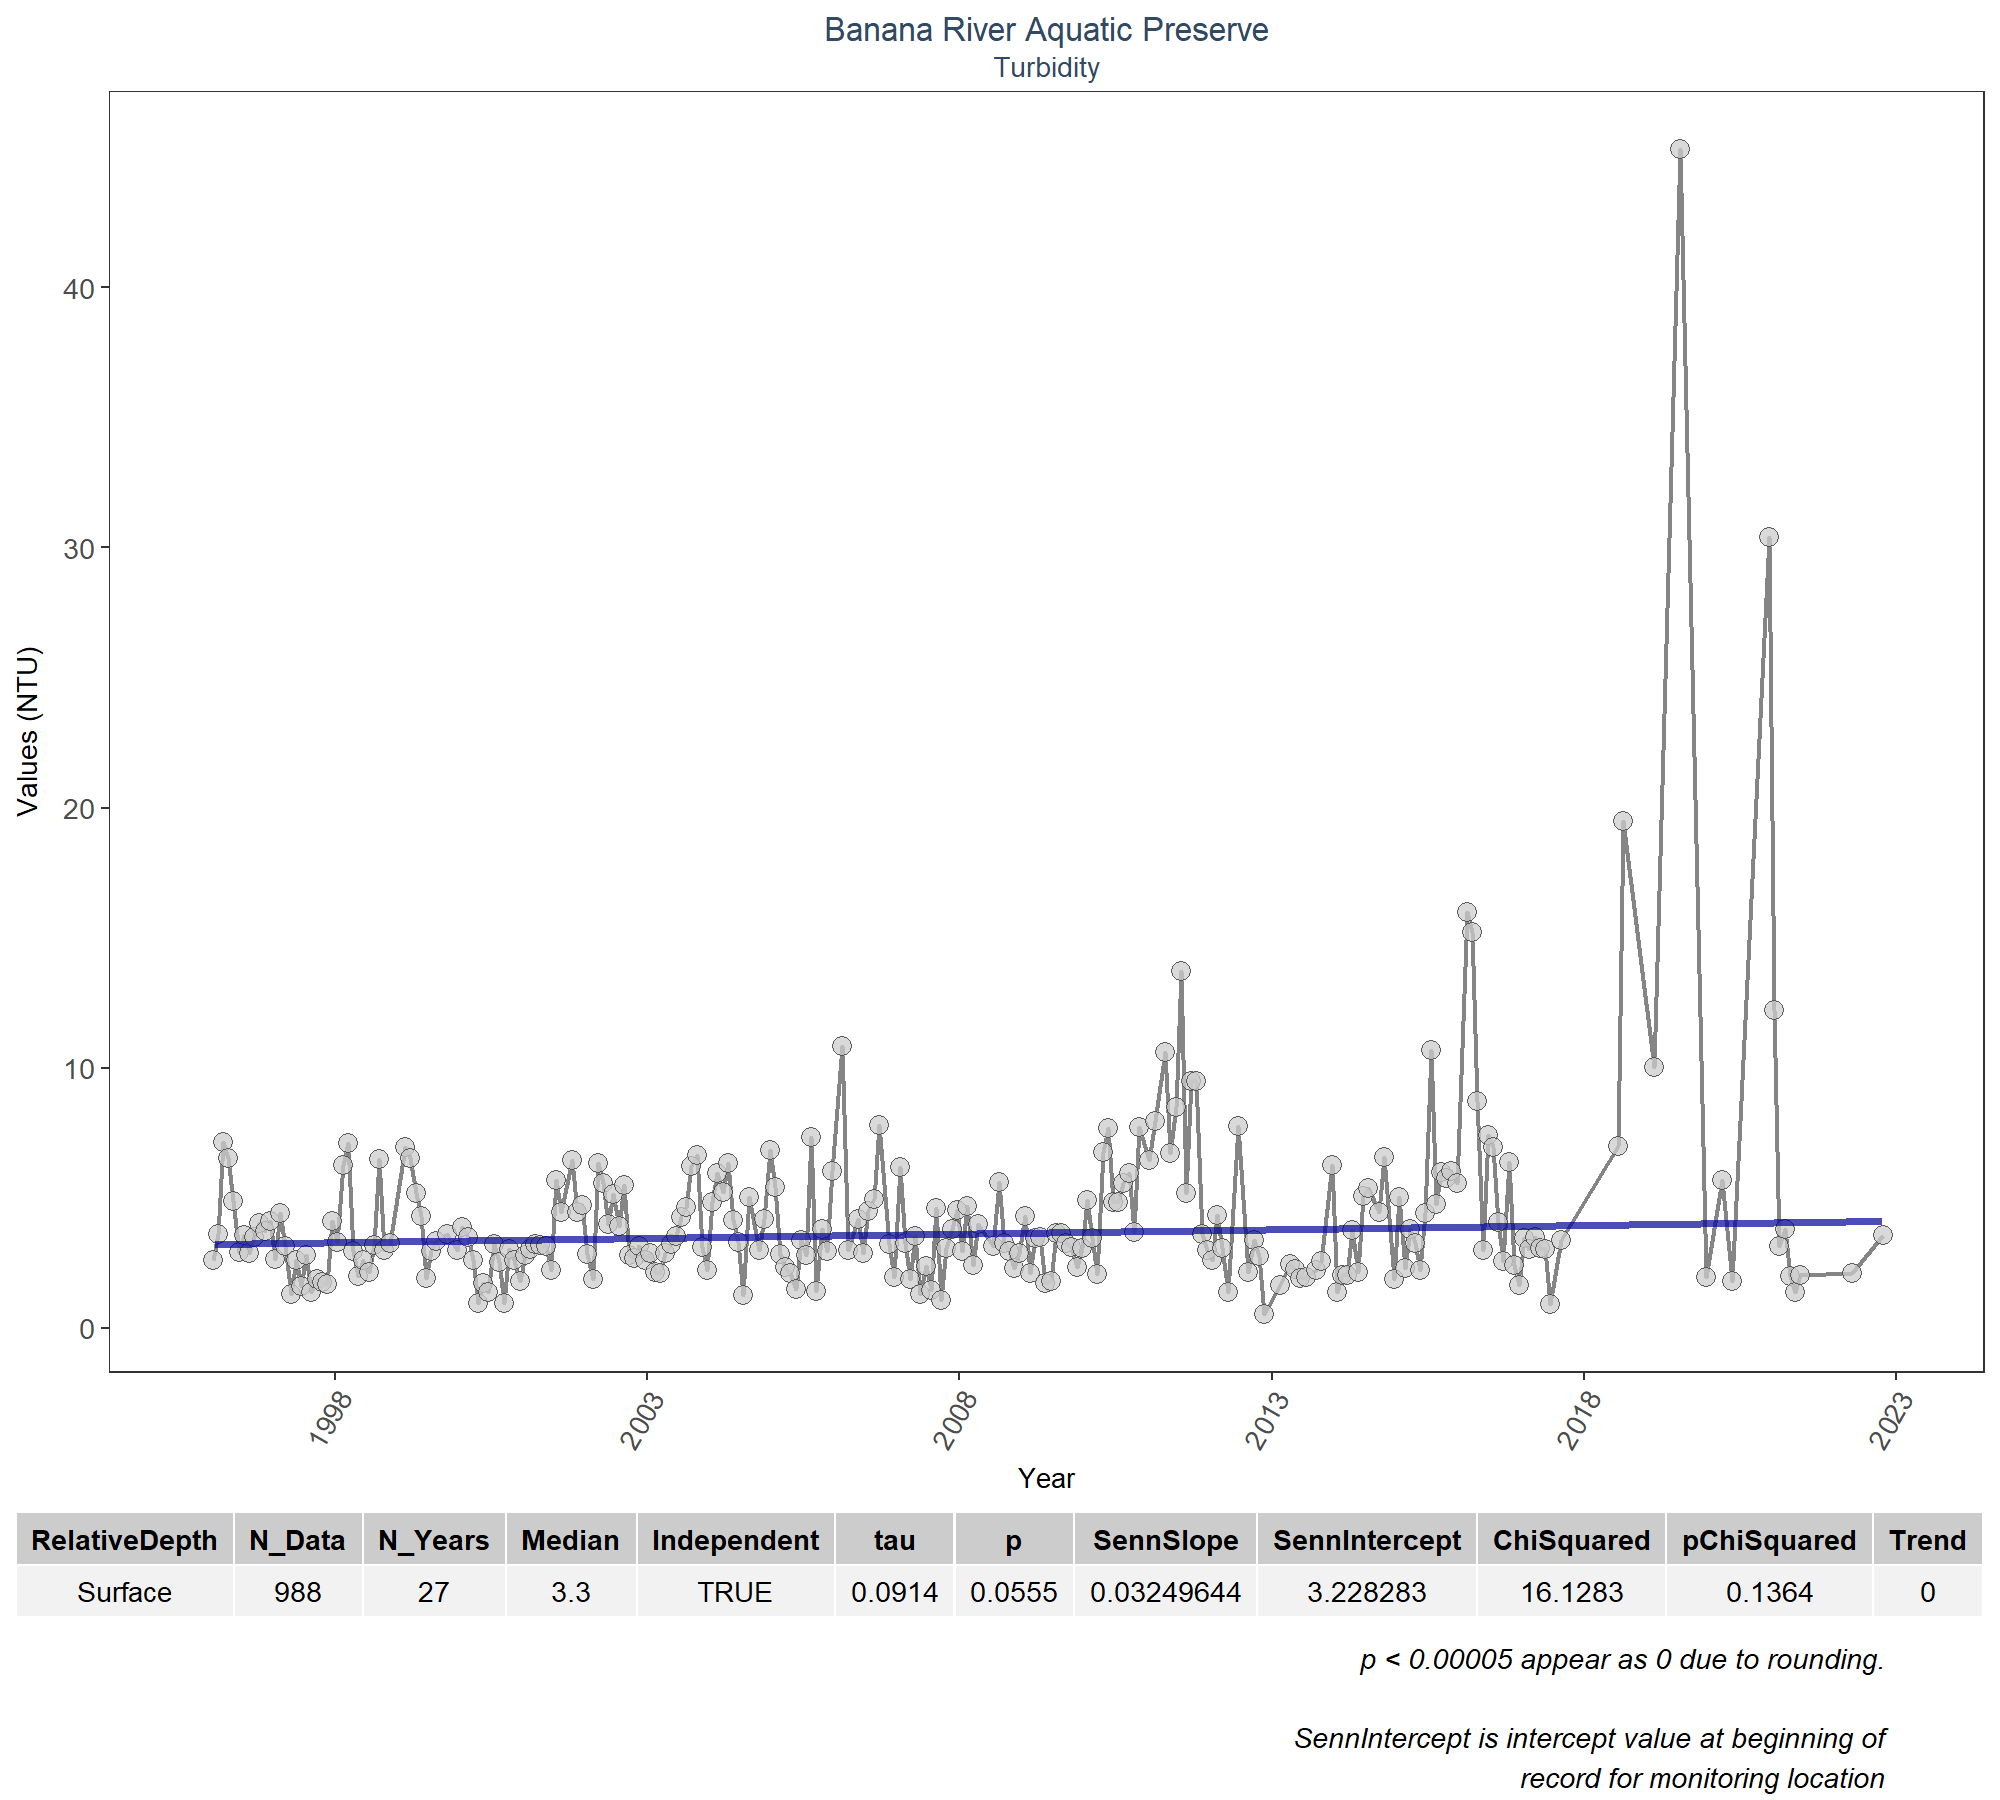 Banana River Aquatic Preserve
Turbidity
Values (NTU)
40
30
20
10
0
1998
2003
2008
2013
2018
2023
Year
RelativeDepth N_Data N_Years Median Independent tau p SennSlope SennIntercept ChiSquared pChiSquared Trend
Surface 988 27 3.3 TRUE 0.0914 0.0555 0.03249644 3.228283 16.1283 0.1364 0
p < 0.00005 appear as 0 due to rounding.
SennIntercept is intercept value at beginning of
record for monitoring location